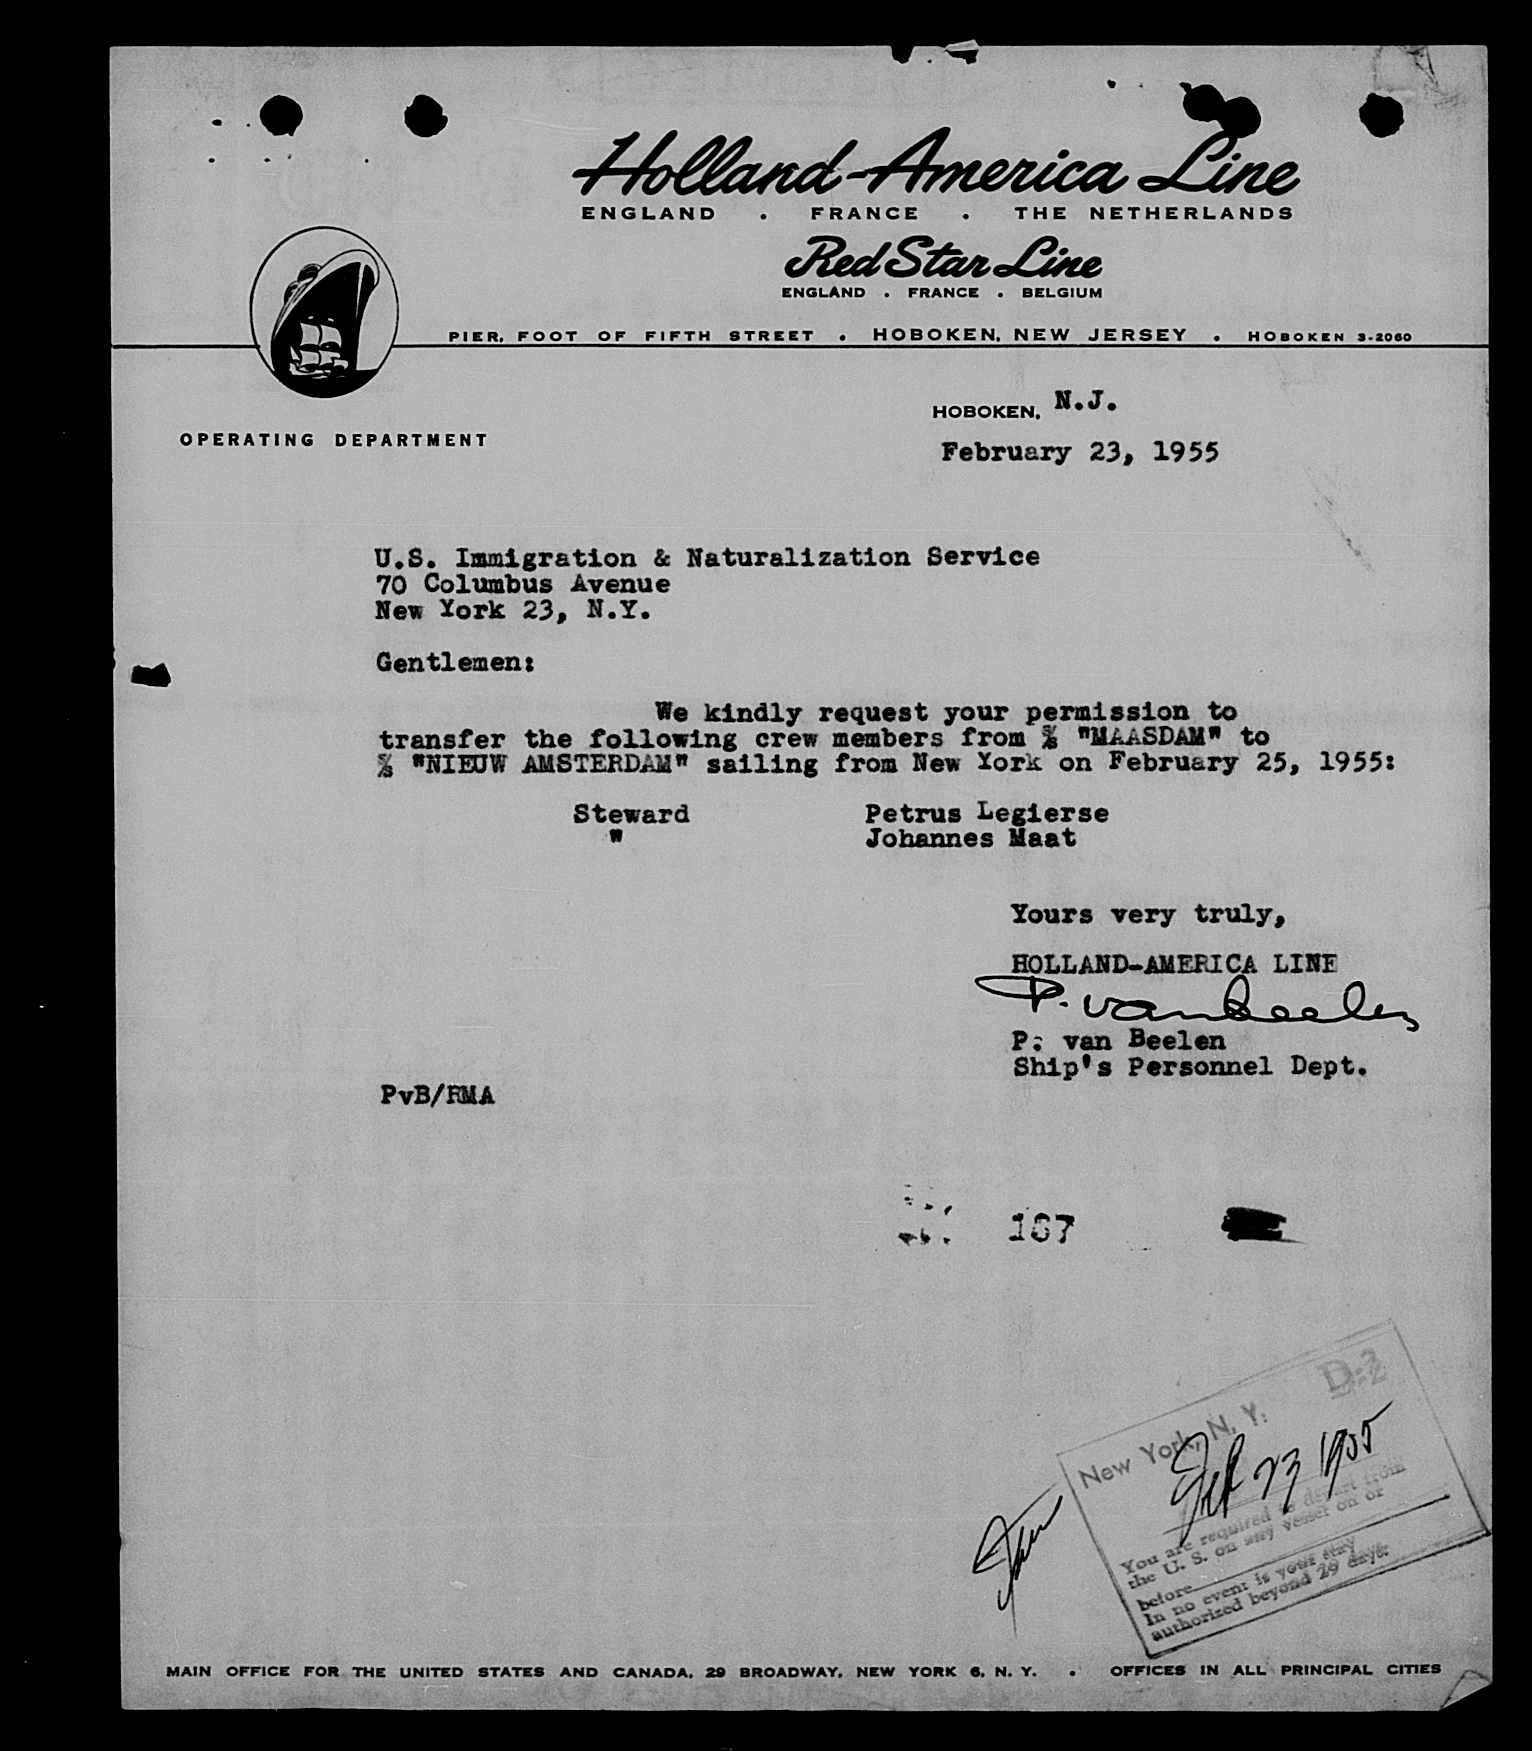 Holland-America Line
ENGLAND . FRANCE . THE NETHERLANDS
Red Star Line
ENGLAND . FRANCE . BELGIUM
PIER, FOOT OF FIFTH STREET . HOBOKEN, NEW JERSEY . HOBOKEN 3-2060
HOBOKEN, N.J.
OPERATING DEPARTMENT
February 23, 1955
U.S. Immigration & Naturalization Service
70 Columbus Avenue
New York 23, N.Y.
Gentlemen:
We kindly request your permission to
transfer the following crew members from S/S "MAASDAM" to
S/S "NIEUW AMSTERDAM" sailing from New York on February 25, 1955:
Steward Petrus Legierse
" Johannes Maat
Yours very truly,
HOLLAND-AMERICA LINE
P. van Beelen
P. van Beelen
Ship's Personnel Dept.
PvB/RMA
167
D-2
New York, N. Y.
Feb 23 1955
You are required to depart from
the U. S. on any vessel on or
before
In no event is your stay
authorized beyond 29 days.
MAIN OFFICE FOR THE UNITED STATES AND CANADA, 29 BROADWAY, NEW YORK 6, N. Y. . OFFICES IN ALL PRINCIPAL CITIES